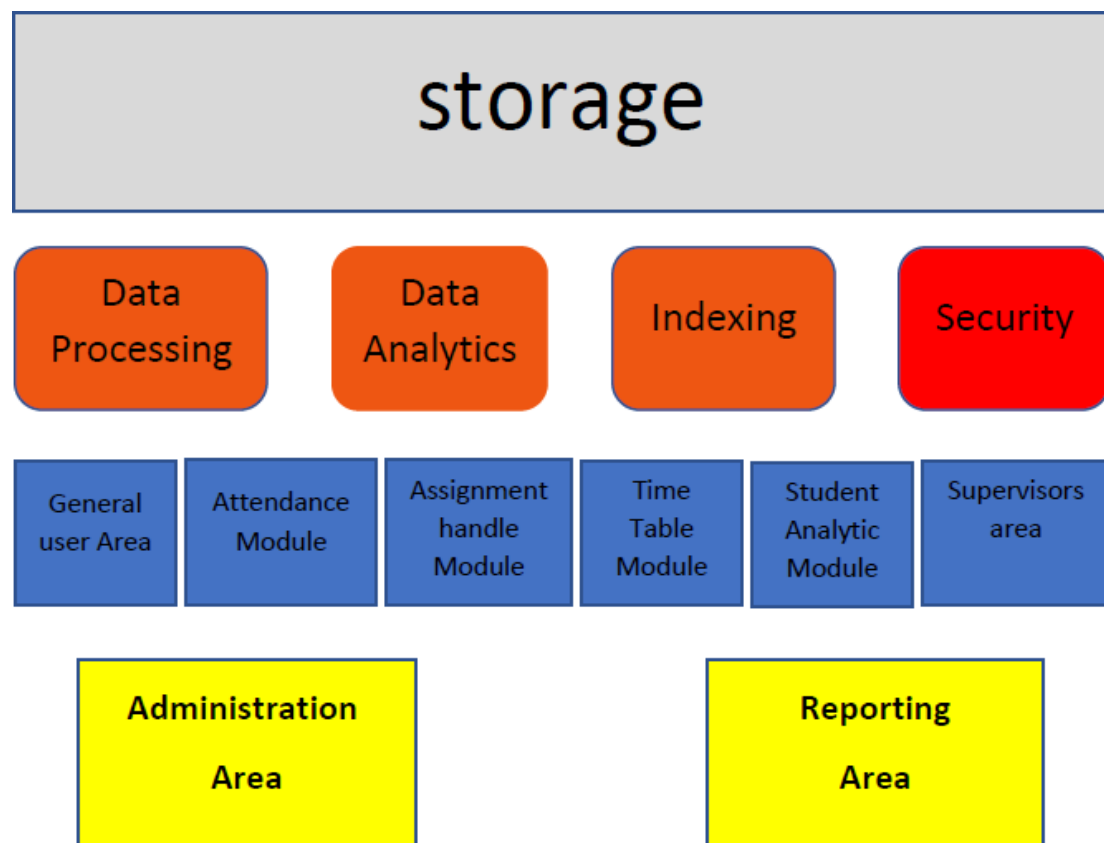 storage
Data
Processing
Data
Analytics
Indexing
Security
General
user Area
Attendance
Module
Assignment
handle
Module
Time
Table
Module
Student
Analytic
Module
Supervisors
area
Administration
Area
Reporting
Area